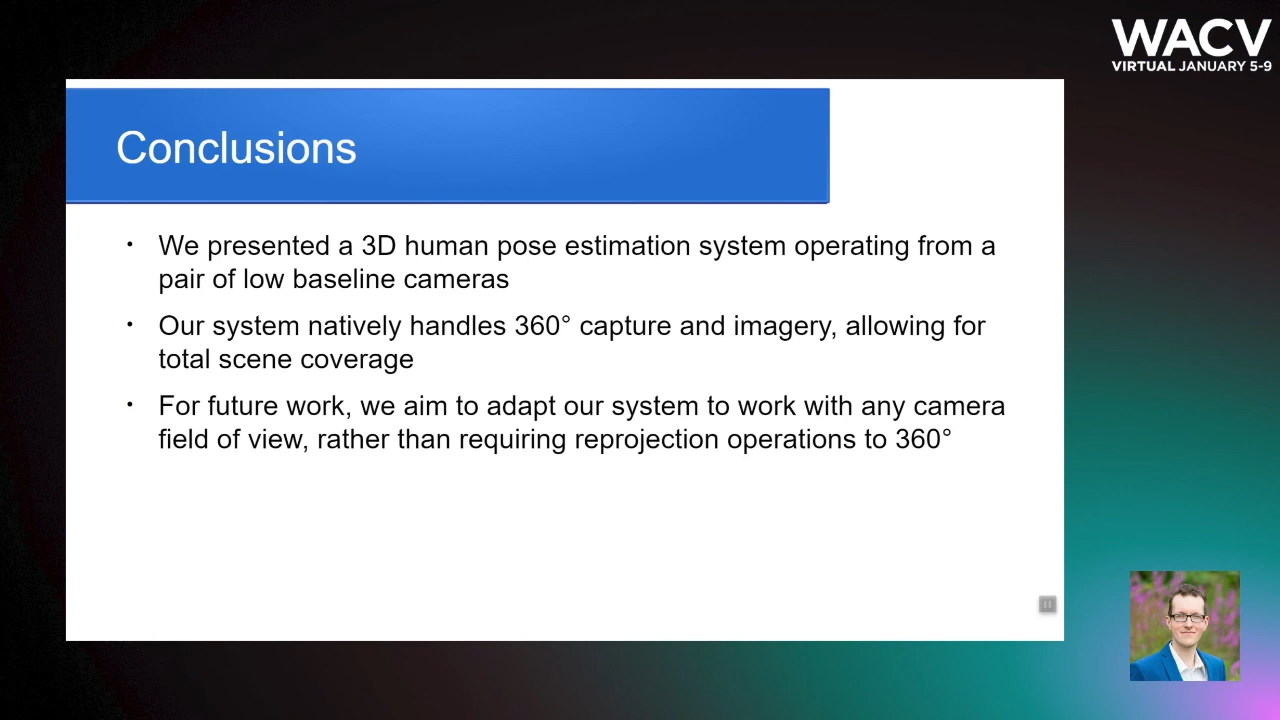 WACV
VIRTUAL JANUARY 5-9
Conclusions
• We presented a 3D human pose estimation system operating from a
pair of low baseline cameras
• Our system natively handles 360° capture and imagery, allowing for
total scene coverage
• For future work, we aim to adapt our system to work with any camera
field of view, rather than requiring reprojection operations to 360°